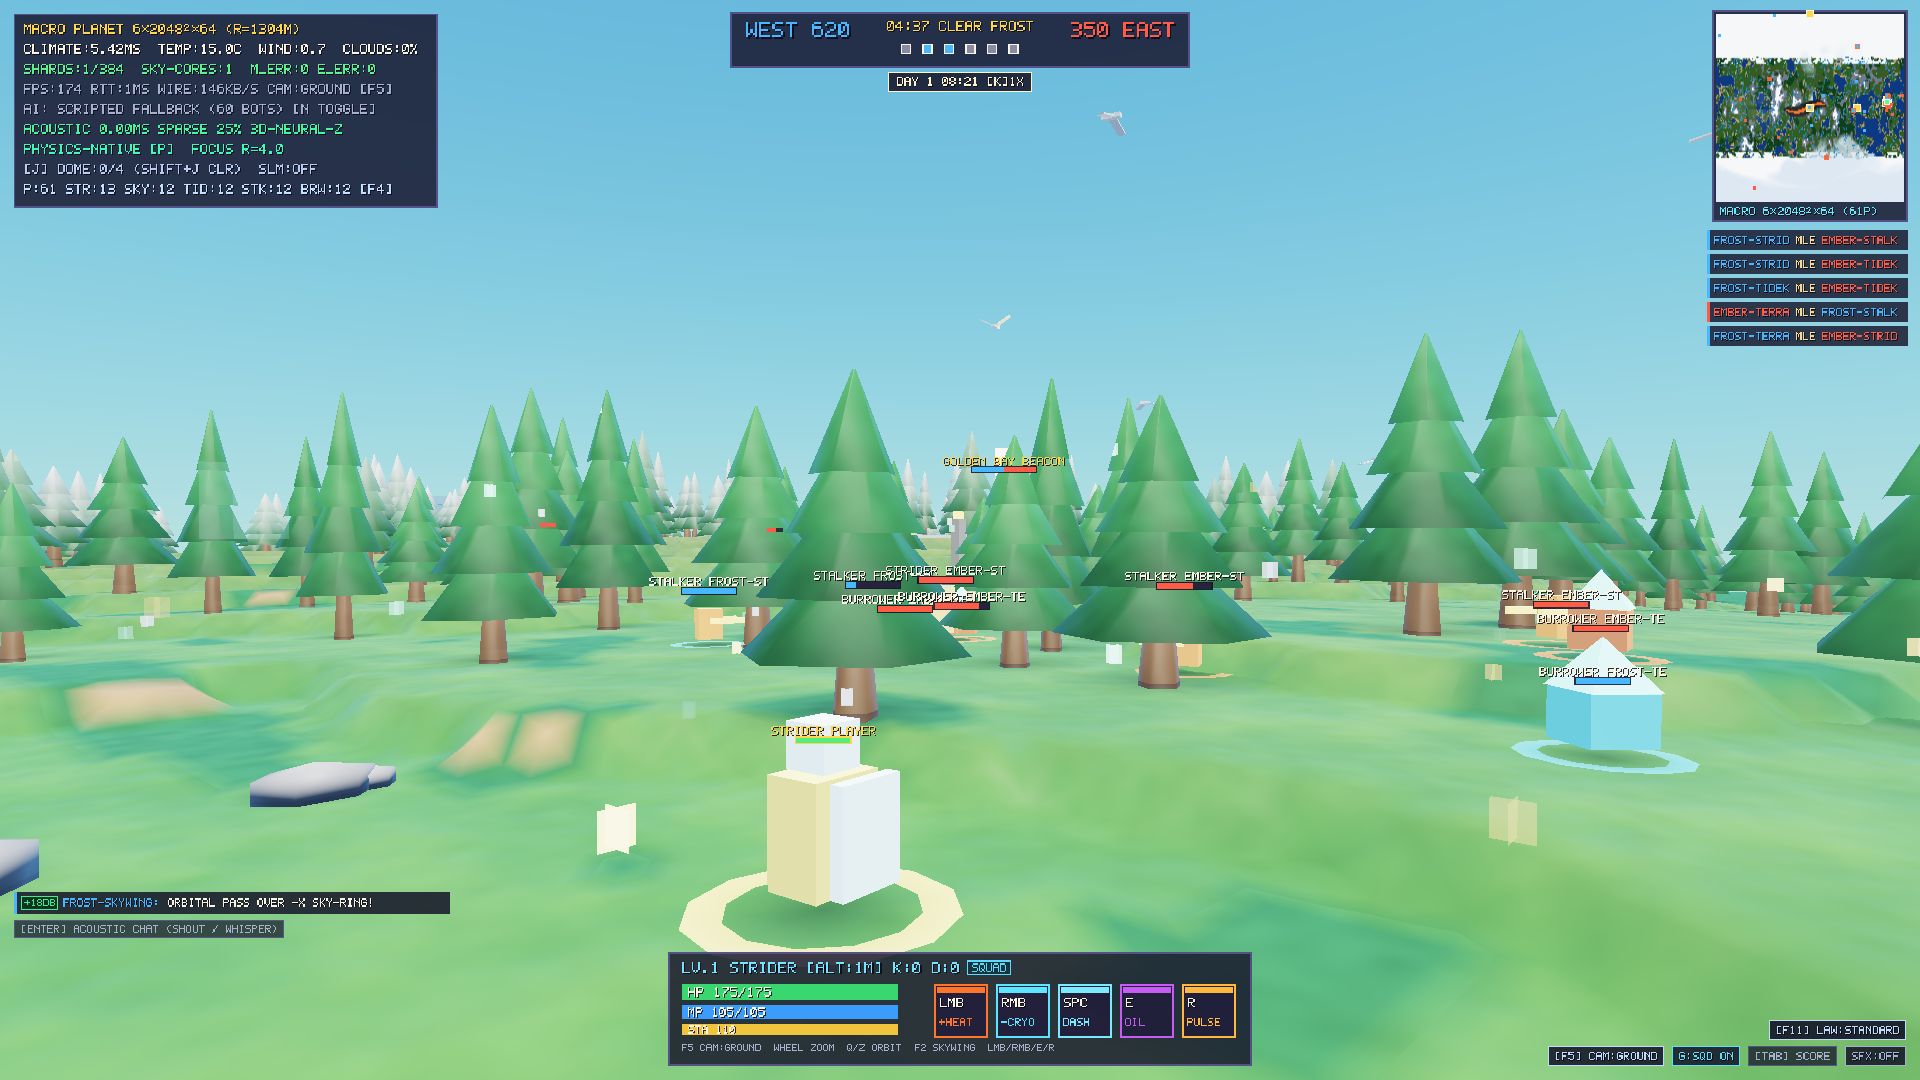 MACRO PLANET 6×2048²×64 (R=1304M)
CLIMATE:5.42MS TEMP:15.0C WIND:0.7 CLOUDS:0%
SHARDS:1/384 SKY-CORES:1 M_ERR:0 E_ERR:0
FPS:174 RTT:1MS WIRE:146KB/S CAM:GROUND [F5]
AI: SCRIPTED FALLBACK (60 BOTS) [N TOGGLE]
ACOUSTIC 0.00MS SPARSE 25% 3D-NEURAL-Z
PHYSICS-NATIVE [P] FOCUS R=4.0
[J] DOME:0/4 (SHIFT+J CLR) SLM:OFF
P:61 STR:13 SKY:12 TID:12 STK:12 BRW:12 [F4]
WEST 620
04:37 CLEAR FROST
350 EAST
DAY 1 08:21 [K]1X
MACRO 6×2048²×64 (61P)
FROST-STRID MLE EMBER-STALK
FROST-STRID MLE EMBER-TIDEK
FROST-TIDEK MLE EMBER-TIDEK
EMBER-TERRA MLE FROST-STALK
FROST-TERRA MLE EMBER-STRID
GOLDEN BAY BEACON
STALKER FROST-ST
STALKER FROST
STRIDER EMBER-ST
BURROWER
BURROWER EMBER-TE
STALKER EMBER-ST
STALKER EMBER-ST
BURROWER EMBER-TE
BURROWER FROST-TE
STRIDER PLAYER
+18DB FROST-SKYWING: ORBITAL PASS OVER -X SKY-RING!
[ENTER] ACOUSTIC CHAT (SHOUT / WHISPER)
LV.1 STRIDER [ALT:1M] K:0 D:0 SQUAD
HP 175/175
MP 105/105
STA 110
LMB +HEAT
RMB -CRYO
SPC DASH
E OIL
R PULSE
F5 CAM:GROUND WHEEL ZOOM Q/Z ORBIT F2 SKYWING LMB/RMB/E/R
[F11] LAW:STANDARD
[F5] CAM:GROUND
G:SQD ON
[TAB] SCORE
SFX:OFF